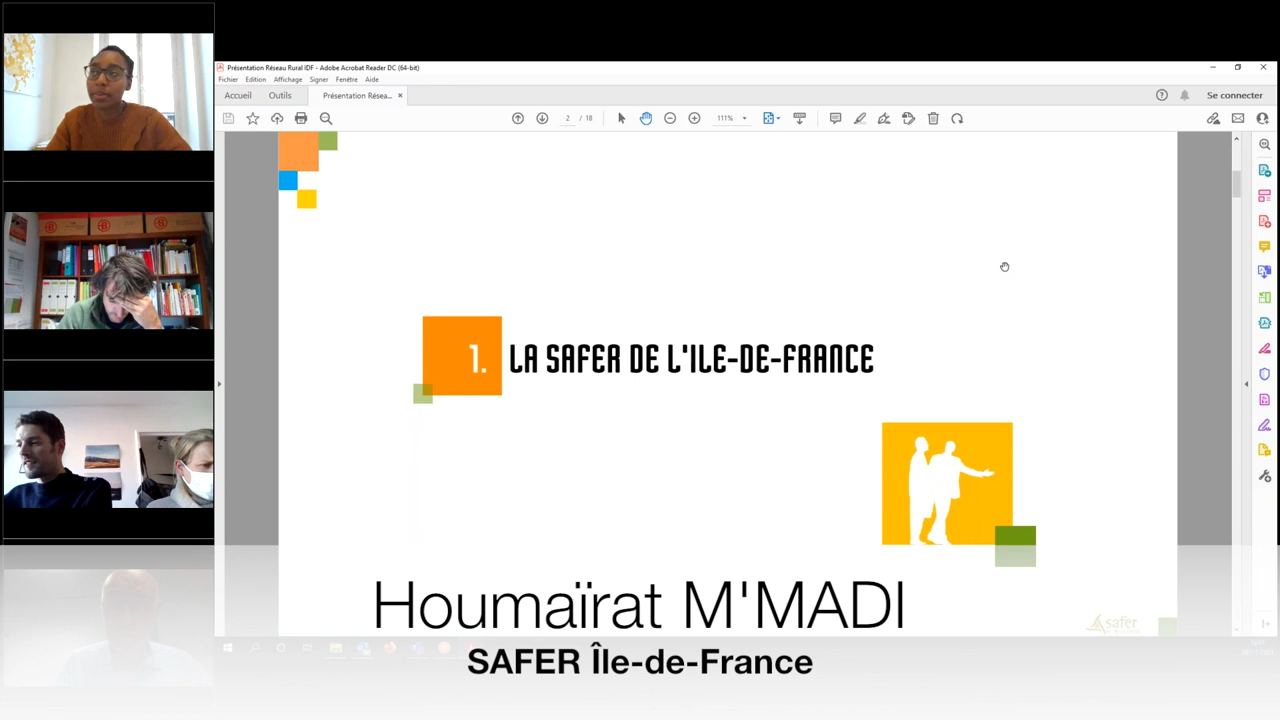 Présentation Réseau Rural IDF - Adobe Acrobat Reader DC (64-bit)
Fichier Edition Affichage Signer Fenêtre Aide
Accueil Outils Présentation Résea... × Se connecter
2 / 18 111%
1. LA SAFER DE L'ILE-DE-FRANCE
safer
Houmaïrat M'MADI
SAFER Île-de-France